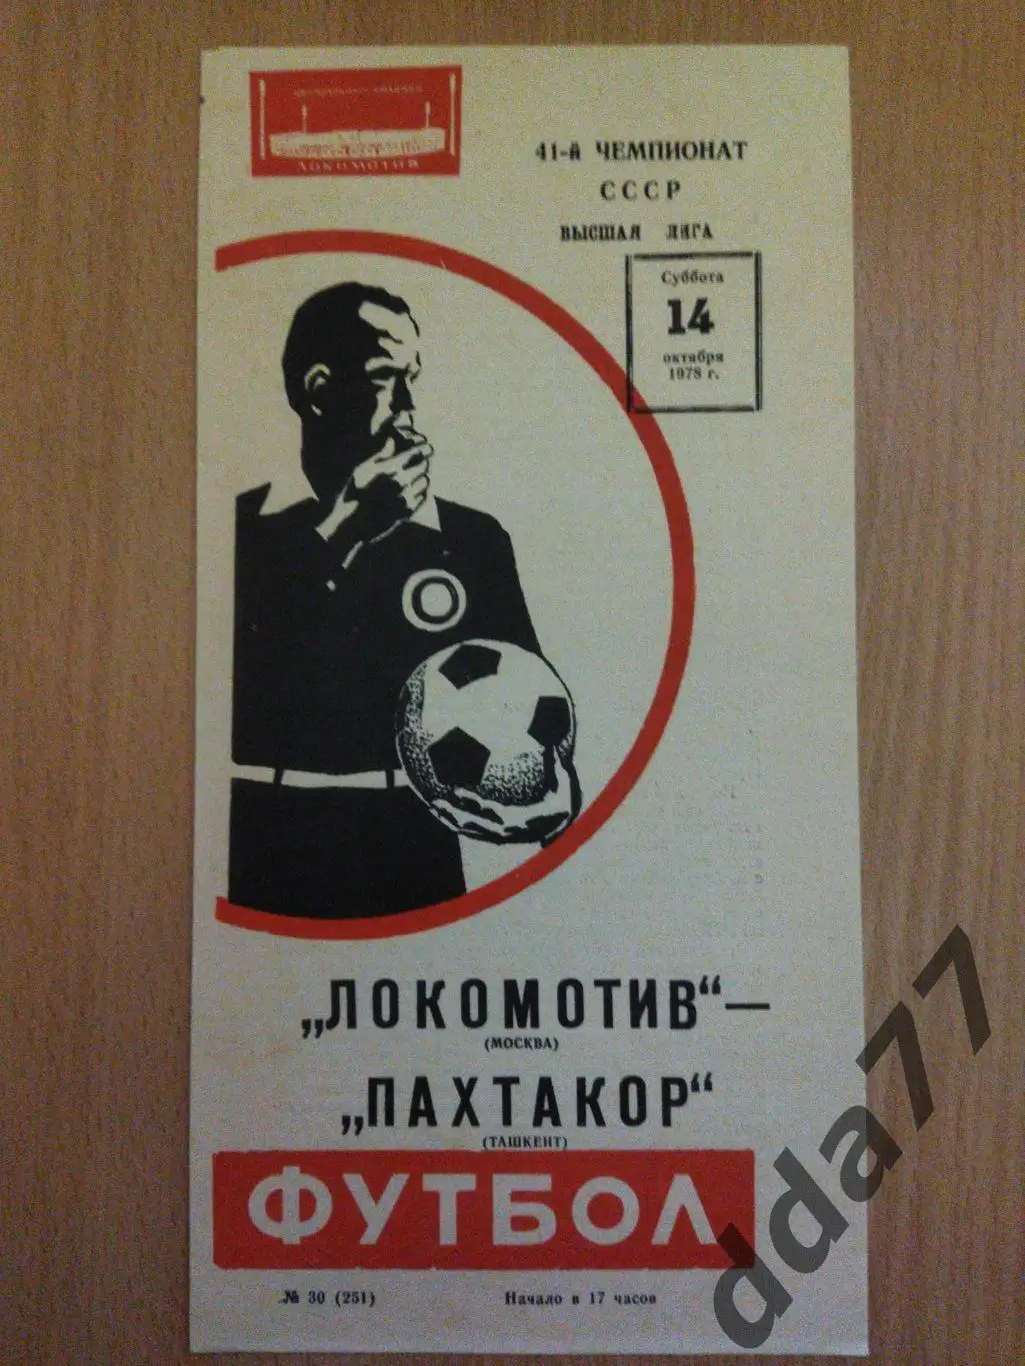 ЛОКОМОТИВ
41-й ЧЕМПИОНАТ
СССР
ВЫСШАЯ ЛИГА
Суббота
14
октября
1978 г.
„ЛОКОМОТИВ“—
(МОСКВА)
„ПАХТАКОР“
(ТАШКЕНТ)
ФУТБОЛ
№ 30 (251)
Начало в 17 часов
dda77